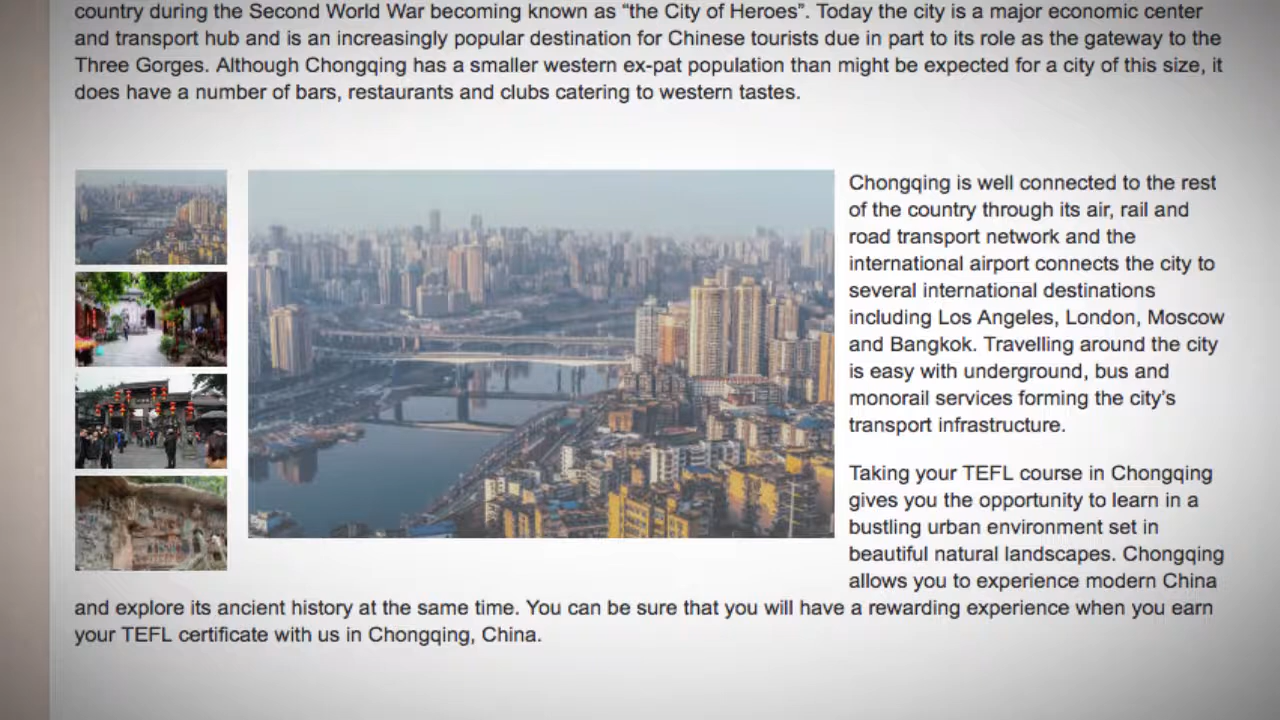 country during the Second World War becoming known as “the City of Heroes”. Today the city is a major economic center
and transport hub and is an increasingly popular destination for Chinese tourists due in part to its role as the gateway to the
Three Gorges. Although Chongqing has a smaller western ex-pat population than might be expected for a city of this size, it
does have a number of bars, restaurants and clubs catering to western tastes.
Chongqing is well connected to the rest
of the country through its air, rail and
road transport network and the
international airport connects the city to
several international destinations
including Los Angeles, London, Moscow
and Bangkok. Travelling around the city
is easy with underground, bus and
monorail services forming the city’s
transport infrastructure.
Taking your TEFL course in Chongqing
gives you the opportunity to learn in a
bustling urban environment set in
beautiful natural landscapes. Chongqing
allows you to experience modern China
and explore its ancient history at the same time. You can be sure that you will have a rewarding experience when you earn
your TEFL certificate with us in Chongqing, China.